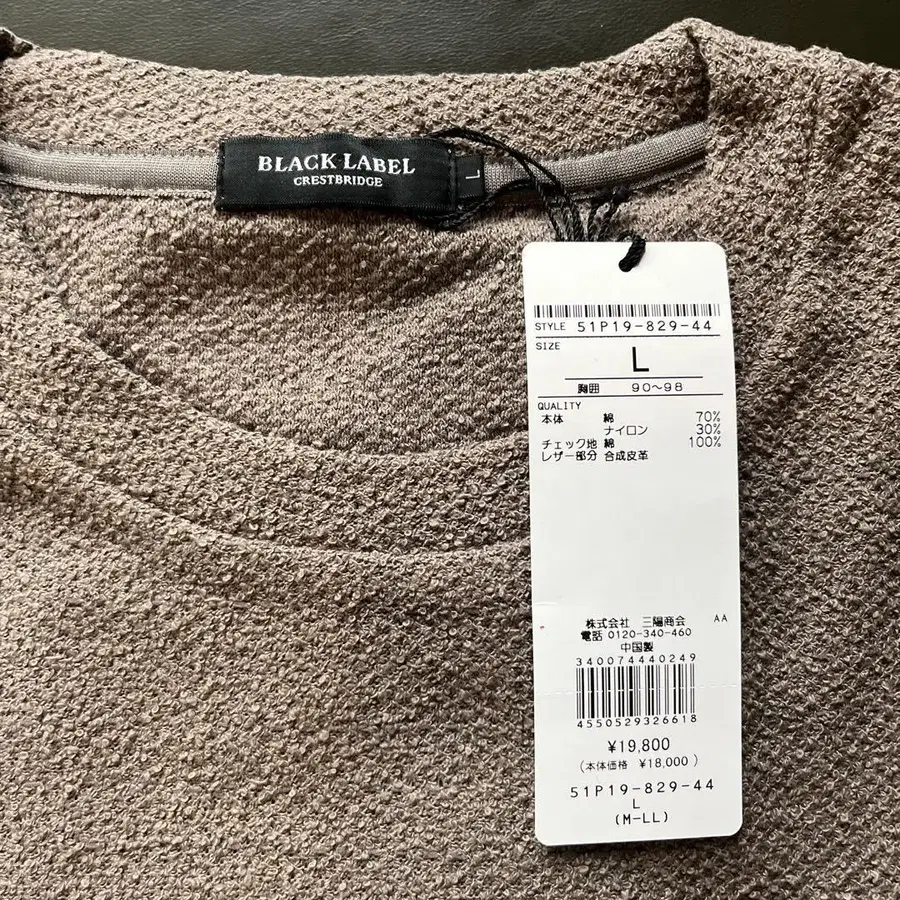 BLACK LABEL
CRESTBRIDGE
L
STYLE 51P19-829-44
SIZE
L
胸囲 90～98
QUALITY
本体 綿 70%
ナイロン 30%
チェック地 綿 100%
レザー部分 合成皮革
株式会社 三陽商会 AA
電話 0120-340-460
中国製
340074440249
4550529326618
¥19,800
(本体価格 ¥18,000)
51P19-829-44
L
(M-LL)